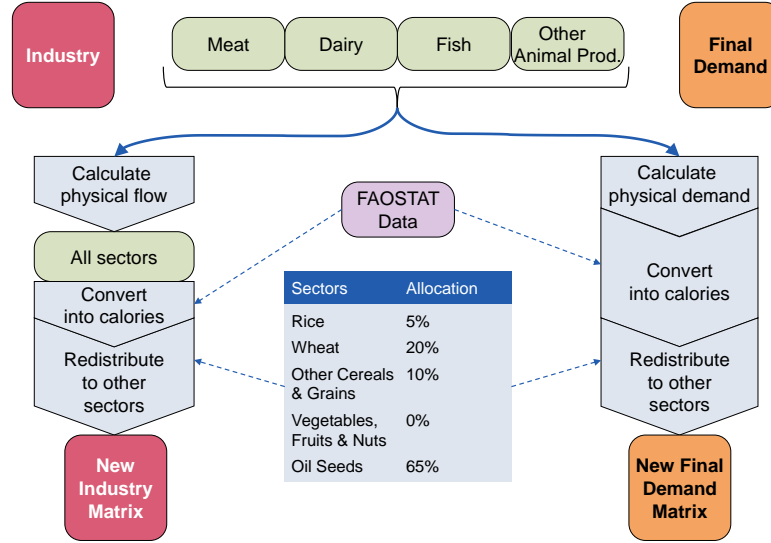 Industry
Meat
Dairy
Fish
Other
Animal Prod.
Final
Demand
Calculate
physical flow
All sectors
Convert
into calories
Redistribute
to other
sectors
New
Industry
Matrix
FAOSTAT
Data
Sectors Allocation
Rice 5%
Wheat 20%
Other Cereals 10%
& Grains
Vegetables, 0%
Fruits & Nuts
Oil Seeds 65%
Calculate
physical demand
Convert
into calories
Redistribute
to other
sectors
New Final
Demand
Matrix